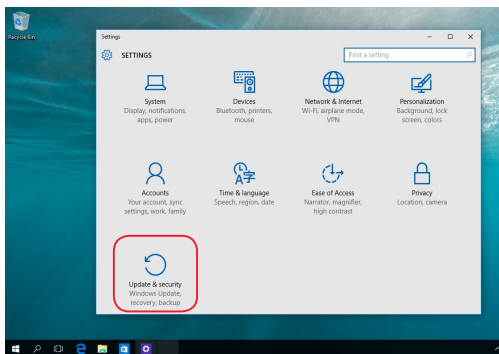 Recycle Bin
Settings
SETTINGS
Find a setting
System
Display, notifications,
apps, power
Devices
Bluetooth, printers,
mouse
Network & Internet
Wi-Fi, airplane mode,
VPN
Personalization
Background, lock
screen, colors
Accounts
Your account, sync
settings, work, family
Time & language
Speech, region, date
Ease of Access
Narrator, magnifier,
high contrast
Privacy
Location, camera
Update & security
Windows Update,
recovery, backup